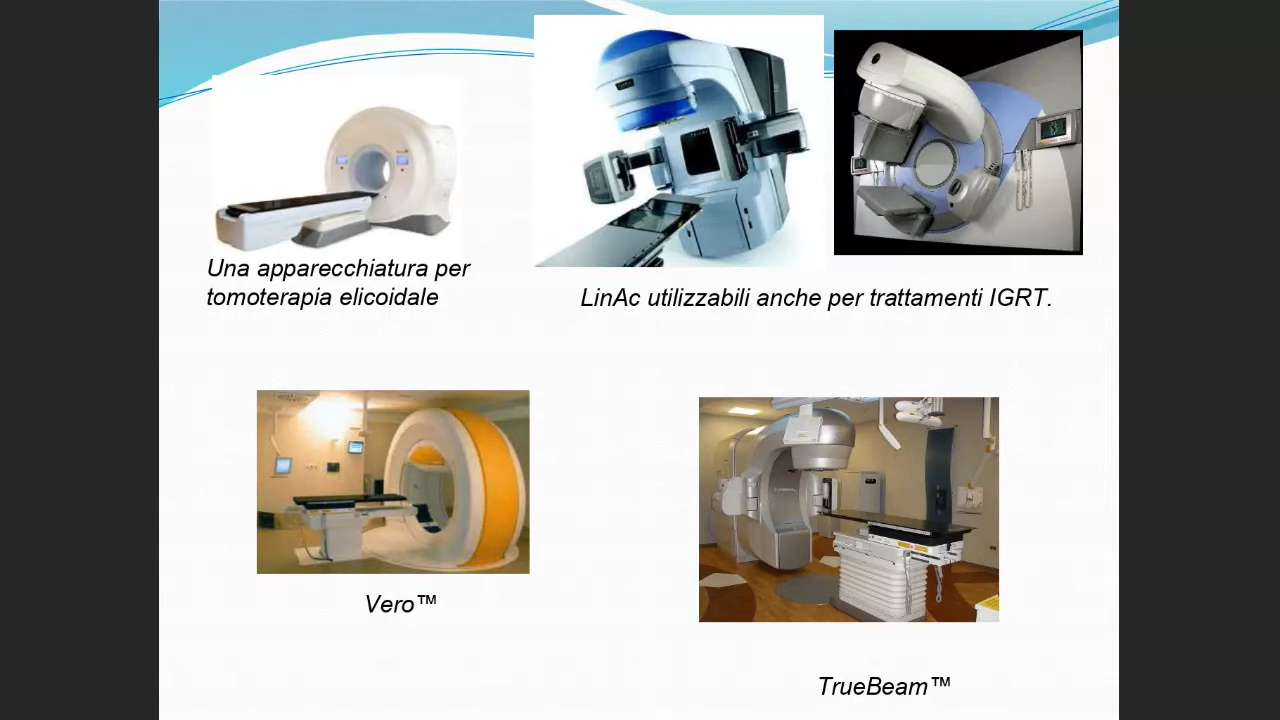 Una apparecchiatura per
tomoterapia elicoidale
LinAc utilizzabili anche per trattamenti IGRT.
Vero™
TrueBeam™